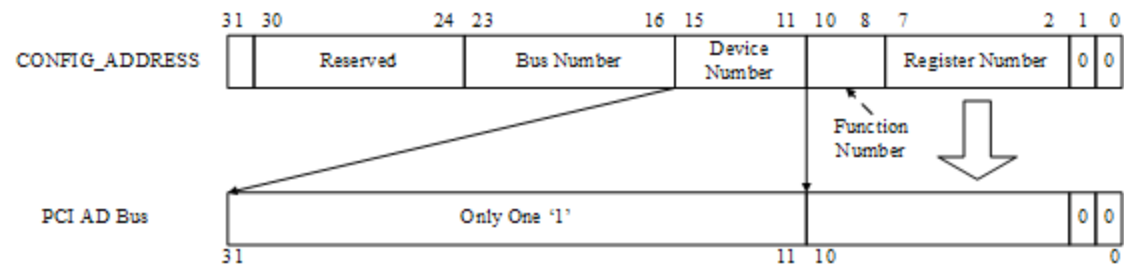 31 30 24 23 16 15 11 10 8 7 2 1 0
CONFIG_ADDRESS
Reserved
Bus Number
Device
Number
Register Number
0 0
Function
Number
PCI AD Bus
Only One ‘1’
0 0
31 11 10 0